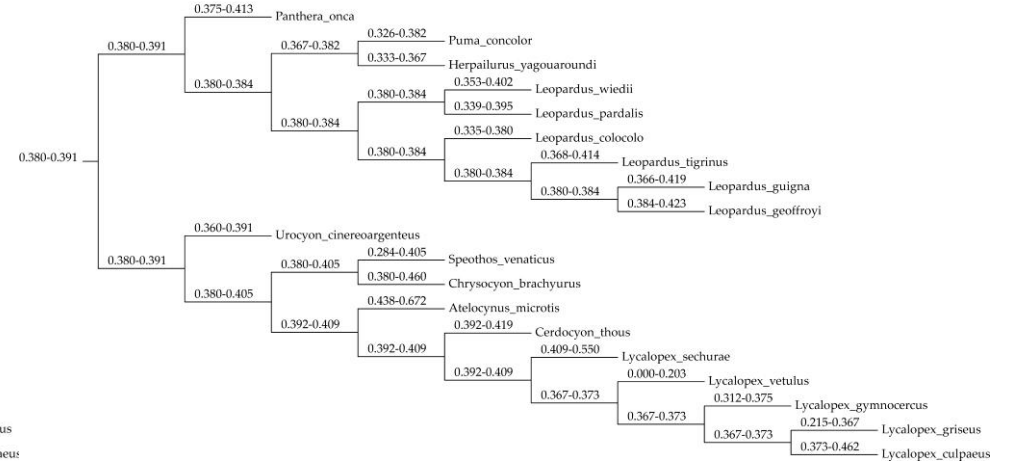 0.375-0.413
Panthera_onca
0.380-0.391
0.326-0.382
Puma_concolor
0.367-0.382
0.333-0.367
Herpailurus_yagouaroundi
0.380-0.384
0.353-0.402
Leopardus_wiedii
0.380-0.384
0.339-0.395
Leopardus_pardalis
0.380-0.384
0.335-0.380
Leopardus_colocolo
0.380-0.384
0.368-0.414
Leopardus_tigrinus
0.380-0.384
0.366-0.419
Leopardus_guigna
0.380-0.384
0.384-0.423
Leopardus_geoffroyi
0.380-0.391
0.360-0.391
Urocyon_cinereoargenteus
0.380-0.391
0.284-0.405
Speothos_venaticus
0.380-0.405
0.380-0.460
Chrysocyon_brachyurus
0.380-0.405
0.438-0.672
Atelocynus_microtis
0.392-0.409
0.392-0.419
Cerdocyon_thous
0.392-0.409
0.409-0.550
Lycalopex_sechurae
0.392-0.409
0.000-0.203
Lycalopex_vetulus
0.367-0.373
0.312-0.375
Lycalopex_gymnocercus
0.367-0.373
0.215-0.367
Lycalopex_griseus
0.367-0.373
0.373-0.462
Lycalopex_culpaeus
us
aeus